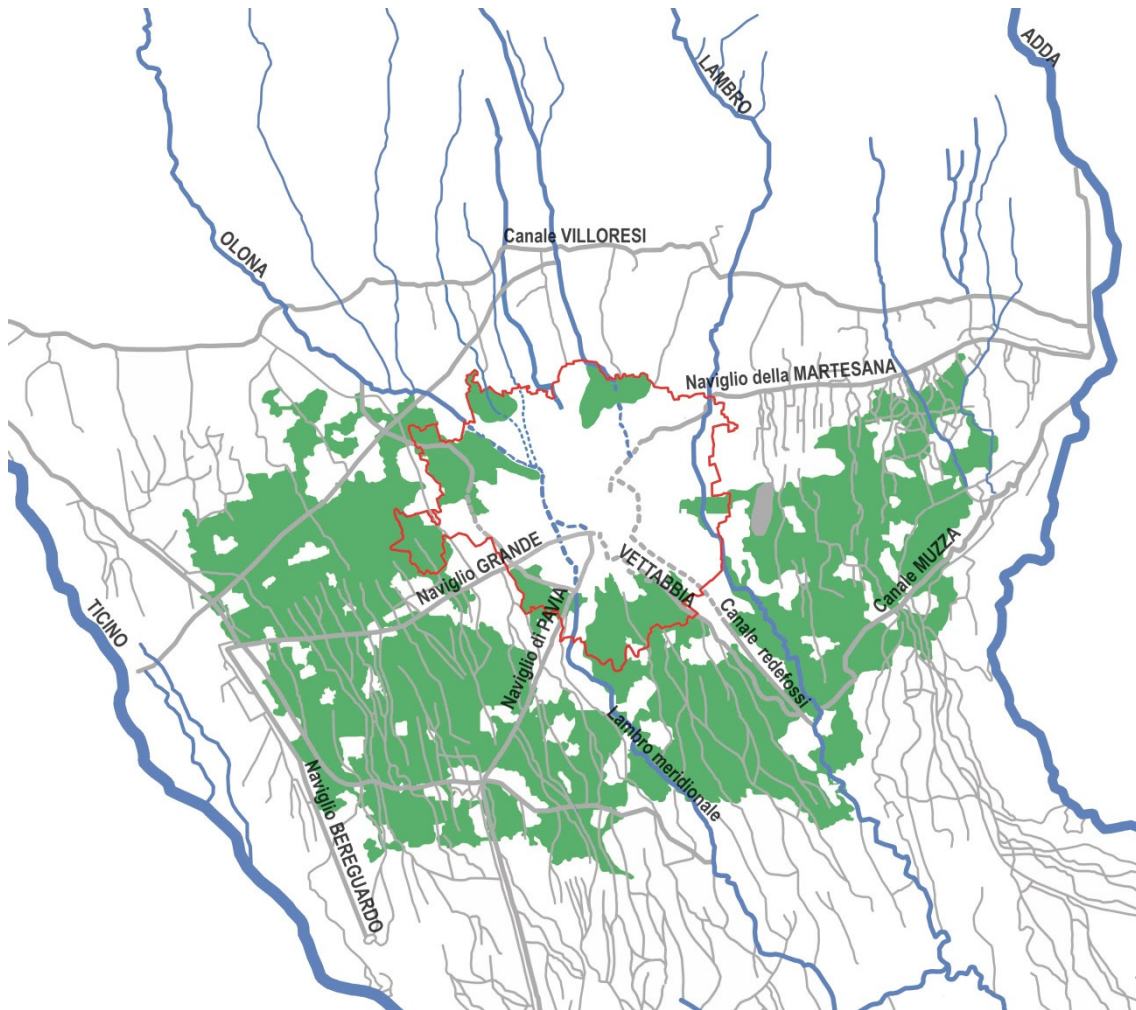 ADDA
LAMBRO
OLONA
Canale VILLORESI
Naviglio della MARTESANA
Naviglio GRANDE
VETTABBIA
Canale MUZZA
TICINO
Naviglio di PAVIA
Canale redefossi
Lambro meridionale
Naviglio BEREGUARDO